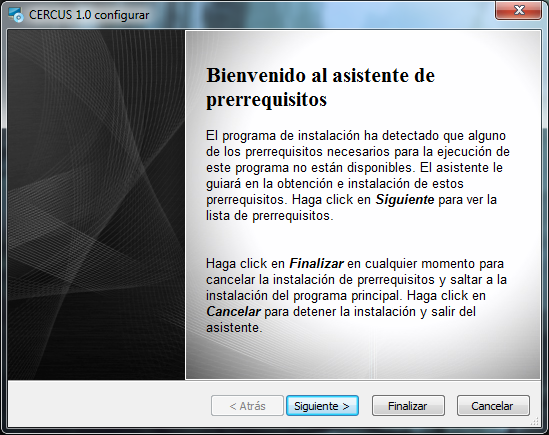 CERCUS 1.0 configurar
Bienvenido al asistente de
prerrequisitos
El programa de instalación ha detectado que alguno
de los prerrequisitos necesarios para la ejecución de
este programa no están disponibles. El asistente le
guiará en la obtención e instalación de estos
prerrequisitos. Haga click en Siguiente para ver la
lista de prerrequisitos.
Haga click en Finalizar en cualquier momento para
cancelar la instalación de prerrequisitos y saltar a la
instalación del programa principal. Haga click en
Cancelar para detener la instalación y salir del
asistente.
< Atrás Siguiente > Finalizar Cancelar